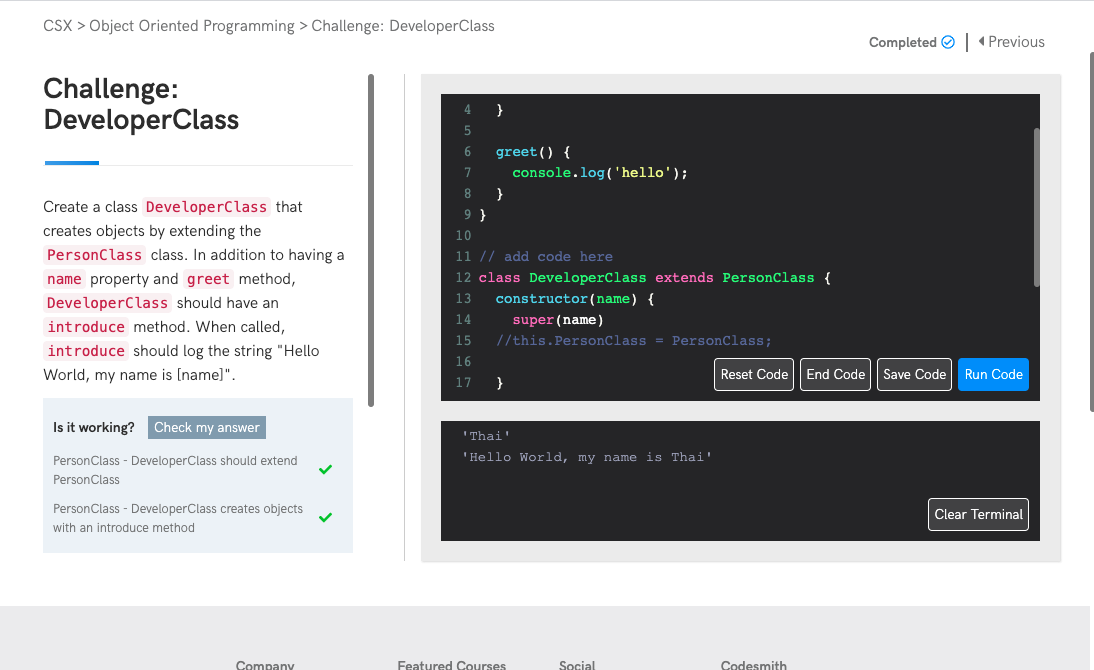 CSX > Object Oriented Programming > Challenge: DeveloperClass
Completed
Previous
Challenge:
DeveloperClass
Create a class DeveloperClass that
creates objects by extending the
PersonClass class. In addition to having a
name property and greet method,
DeveloperClass should have an
introduce method. When called,
introduce should log the string "Hello
World, my name is [name]".
Is it working? Check my answer
PersonClass - DeveloperClass should extend
PersonClass
PersonClass - DeveloperClass creates objects
with an introduce method
4 }
5
6 greet() {
7 console.log('hello');
8 }
9 }
10
11 // add code here
12 class DeveloperClass extends PersonClass {
13 constructor(name) {
14 super(name)
15 //this.PersonClass = PersonClass;
16
17 }
Reset Code End Code Save Code Run Code
'Thai'
'Hello World, my name is Thai'
Clear Terminal
Company Featured Courses Social Codesmith